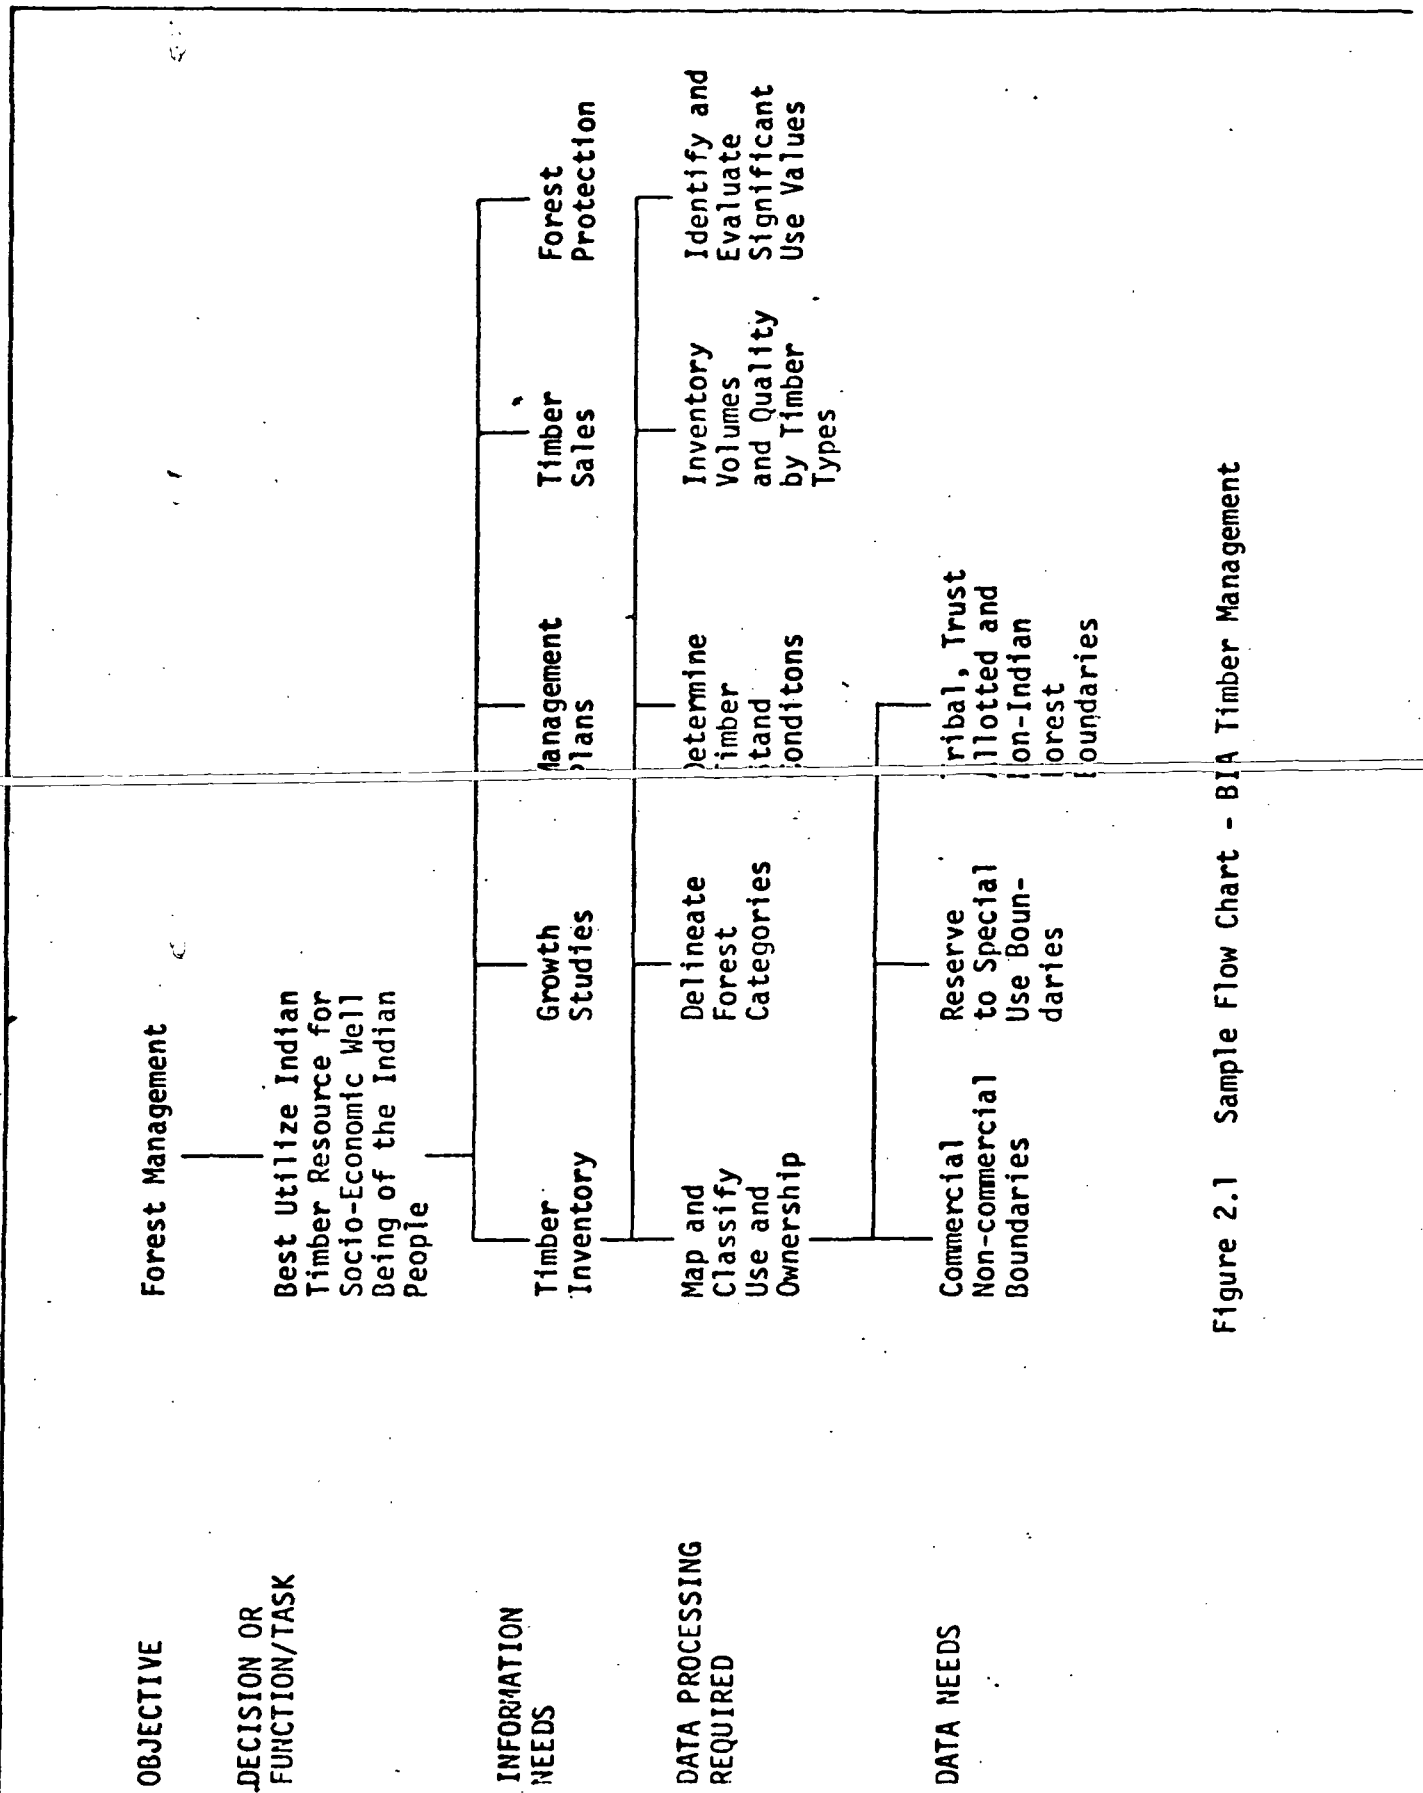 OBJECTIVE
Forest Management
DECISION OR
FUNCTION/TASK
Best Utilize Indian
Timber Resource for
Socio-Economic Well
Being of the Indian
People
INFORMATION
NEEDS
Timber
Inventory
Growth
Studies
Management
Plans
Timber
Sales
Forest
Protection
DATA PROCESSING
REQUIRED
Map and
Classify
Use and
Ownership
Delineate
Forest
Categories
Determine
Timber
Stand
Conditons
Inventory
Volumes
and Quality
by Timber
Types
Identify and
Evaluate
Significant
Use Values
DATA NEEDS
Commercial
Non-commercial
Boundaries
Reserve
to Special
Use Boun-
daries
Tribal, Trust
Allotted and
Non-Indian
Forest
Boundaries
Figure 2.1 Sample Flow Chart - BIA Timber Management